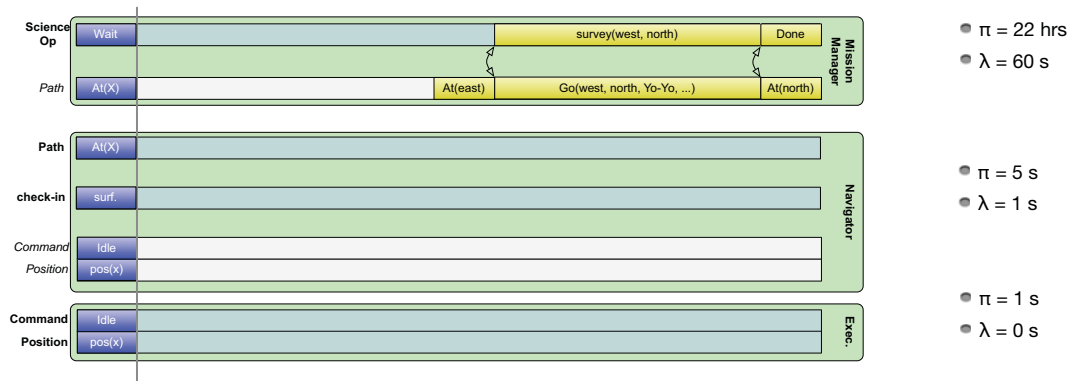 Science Op
Wait
survey(west, north)
Done
Path
At(X)
At(east)
Go(west, north, Yo-Yo, ...)
At(north)
Mission Manager
π = 22 hrs
λ = 60 s
Path
At(X)
check-in
surf.
Command
Idle
Position
pos(x)
Navigator
π = 5 s
λ = 1 s
Command
Idle
Position
pos(x)
Exec.
π = 1 s
λ = 0 s